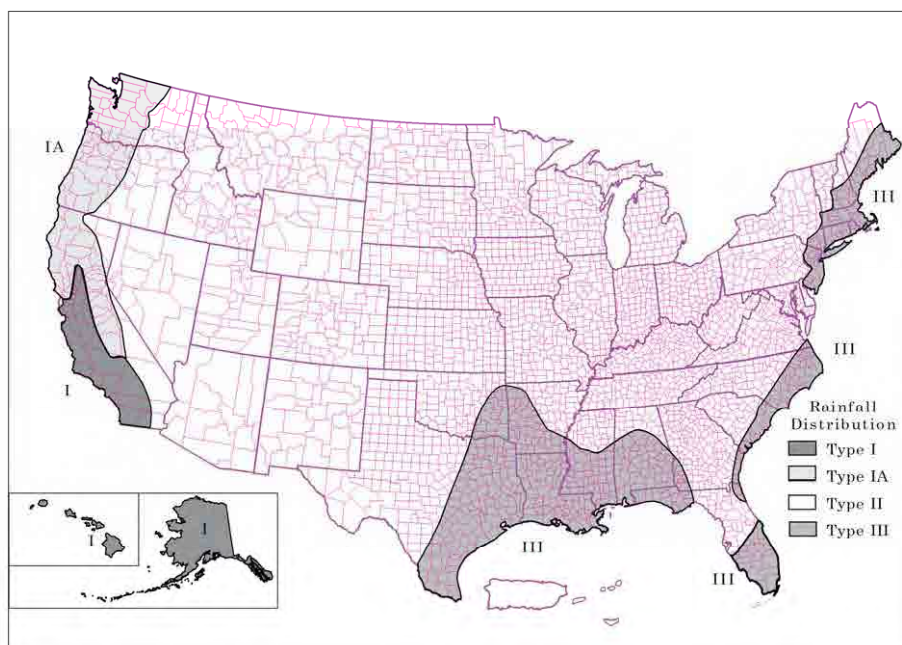 IA
III
III
I
Rainfall
Distribution
Type I
Type IA
Type II
Type III
I
I
III
III